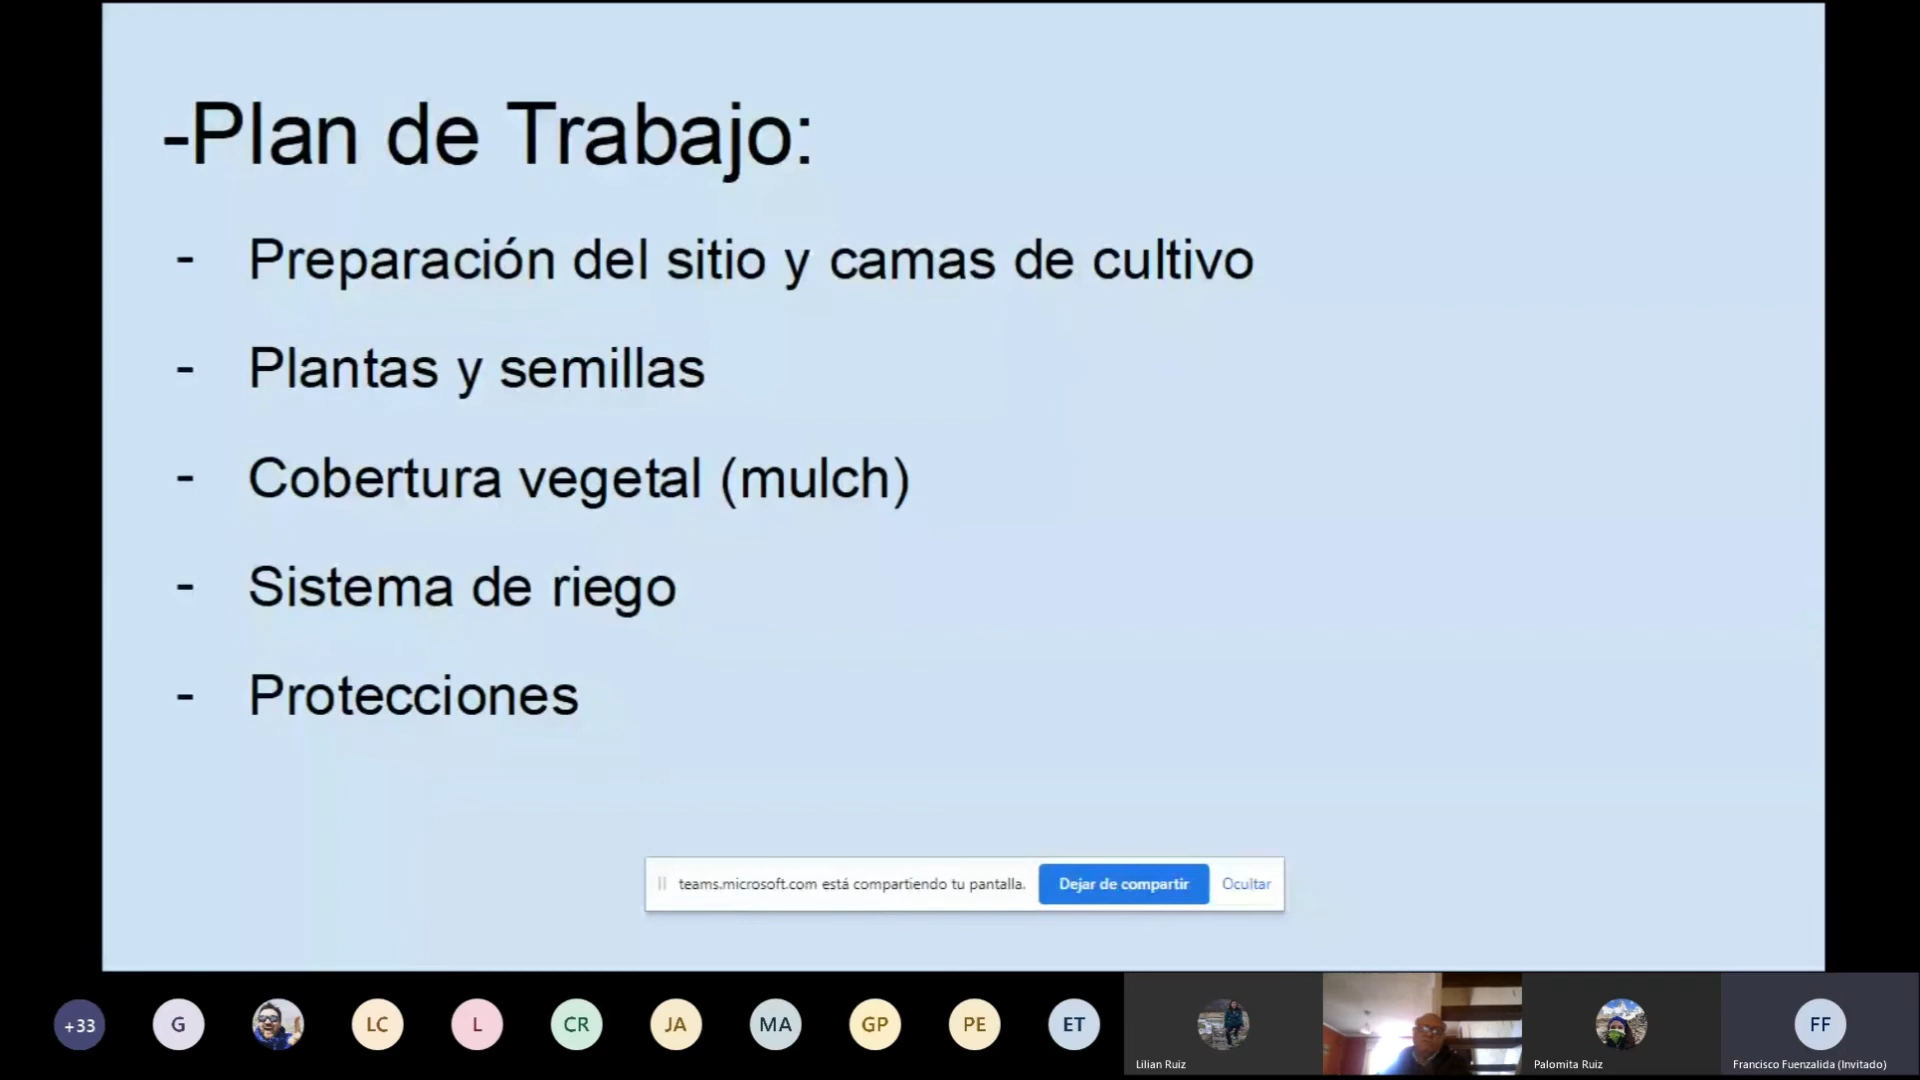 -Plan de Trabajo:
- Preparación del sitio y camas de cultivo
- Plantas y semillas
- Cobertura vegetal (mulch)
- Sistema de riego
- Protecciones
teams.microsoft.com está compartiendo tu pantalla. Dejar de compartir Ocultar
+33 G LC L CR JA MA GP PE ET FF
Lilian Ruiz Palomita Ruiz Francisco Fuenzalida (Invitado)